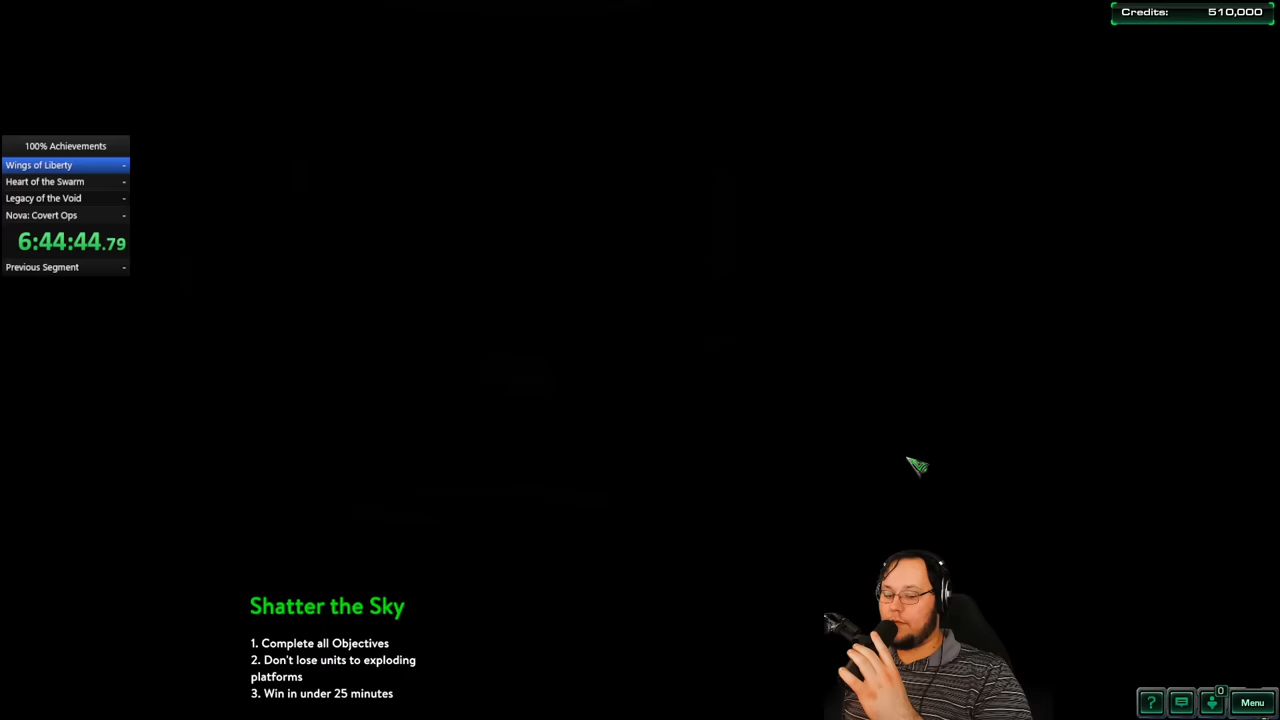 Credits: 510,000
100% Achievements
Wings of Liberty -
Heart of the Swarm -
Legacy of the Void -
Nova: Covert Ops -
6:44:44.79
Previous Segment -
Shatter the Sky
1. Complete all Objectives
2. Don't lose units to exploding
platforms
3. Win in under 25 minutes
0
? Menu